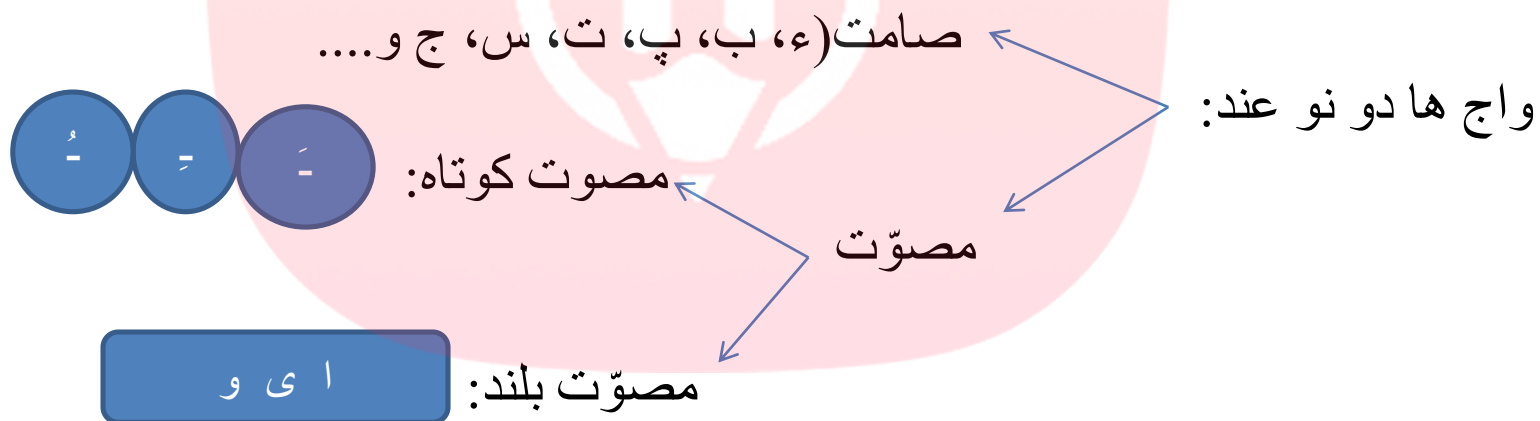 صامت(ء، ب، پ، ت، س، ج و....
واج ها دو نو عند:
مصوت کوتاه:
ـَ
ـِ
ـُ
مصوّت
مصوّت بلند:
ا ی و